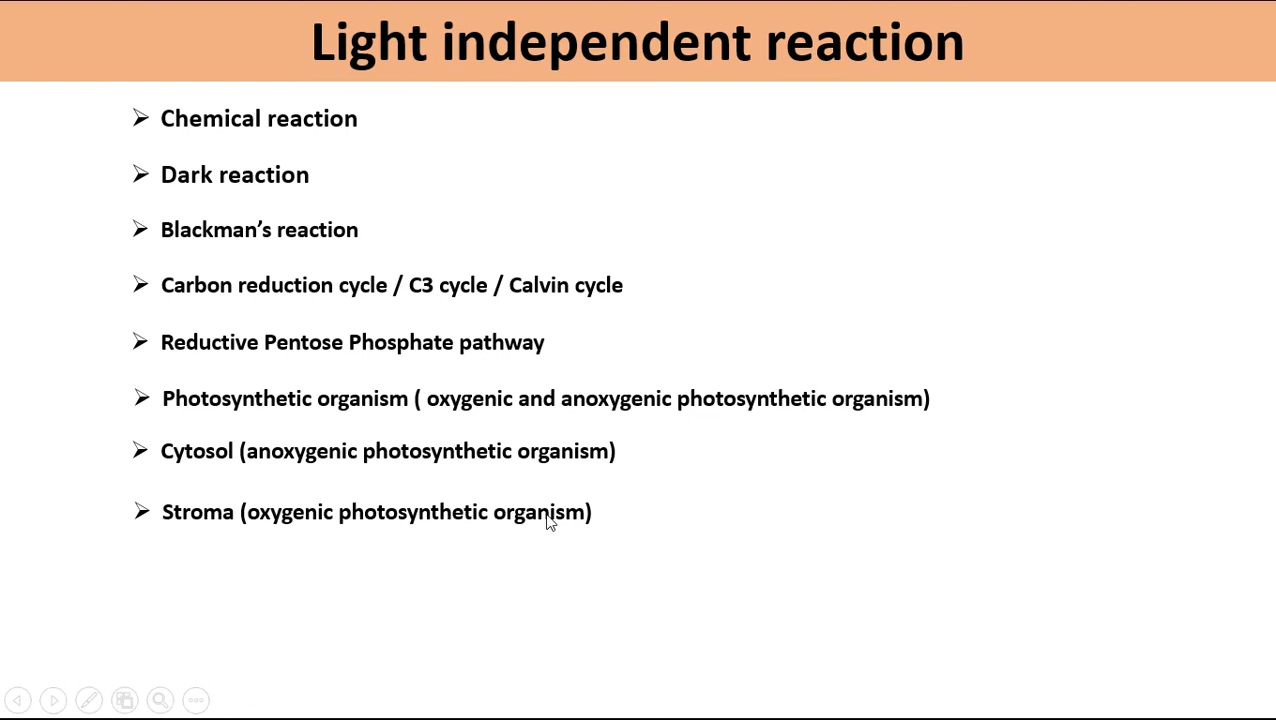 Light independent reaction
➢ Chemical reaction
➢ Dark reaction
➢ Blackman’s reaction
➢ Carbon reduction cycle / C3 cycle / Calvin cycle
➢ Reductive Pentose Phosphate pathway
➢ Photosynthetic organism ( oxygenic and anoxygenic photosynthetic organism)
➢ Cytosol (anoxygenic photosynthetic organism)
➢ Stroma (oxygenic photosynthetic organism)